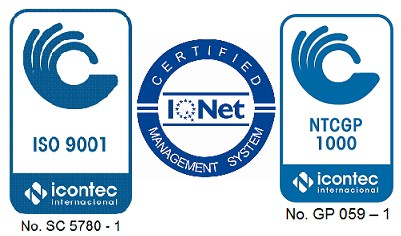 ISO 9001
icontec
internacional
No. SC 5780 - 1
CERTIFIED
IQNet
MANAGEMENT SYSTEM
NTCGP
1000
icontec
internacional
No. GP 059 – 1